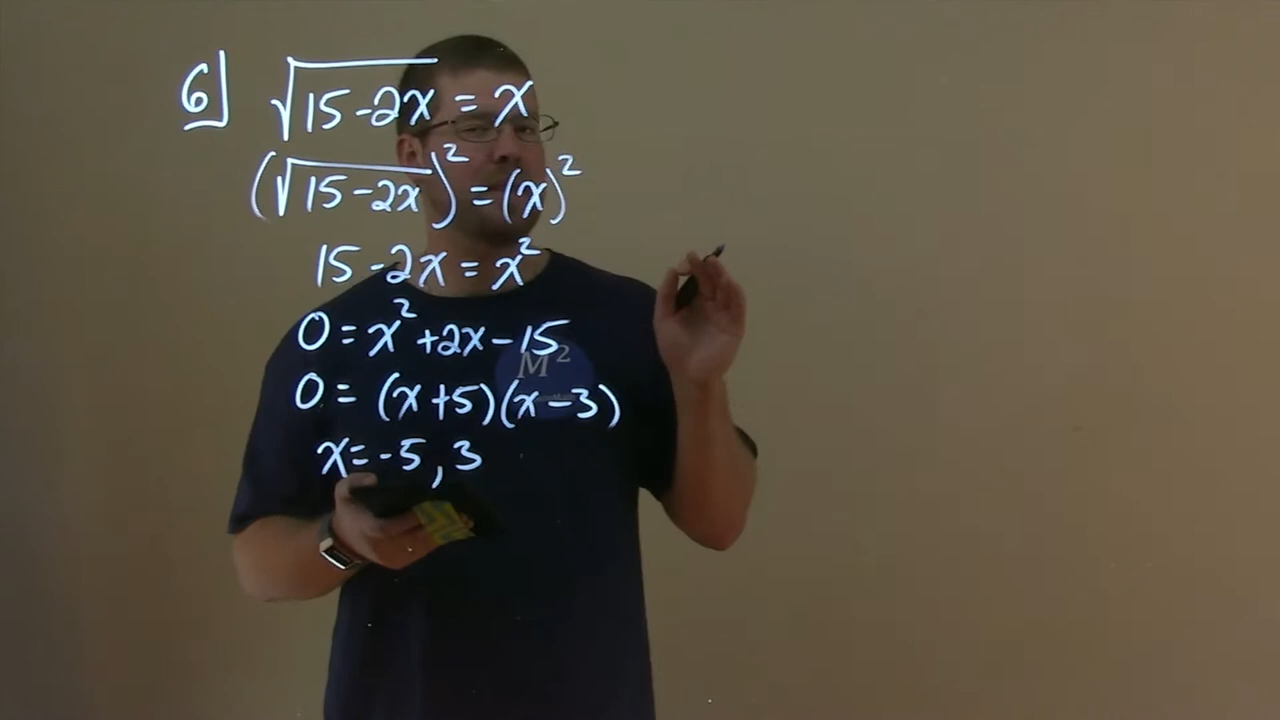 6] √(15-2x) = x
(√(15-2x))² = (x)²
15-2x = x²
0 = x² +2x-15
0 = (x+5)(x-3)
x = -5, 3
M²